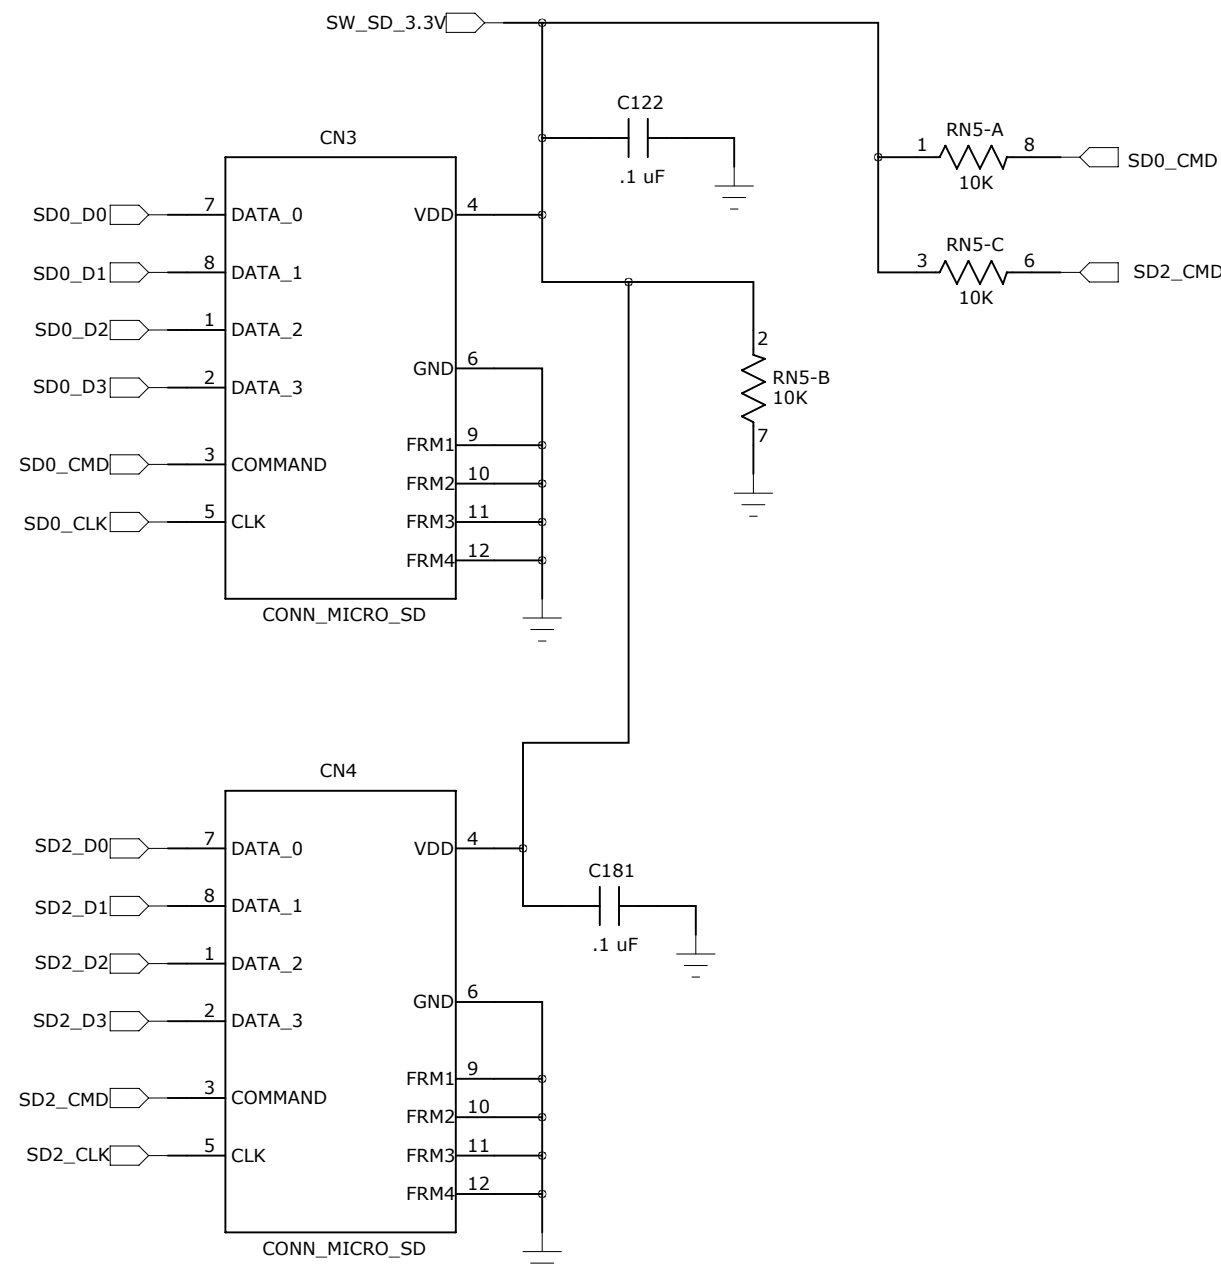 SW_SD_3.3V
C122
.1 uF
RN5-A
1 8
10K
SD0_CMD
RN5-C
3 6
10K
SD2_CMD
CN3
SD0_D0 7 DATA_0 VDD 4
SD0_D1 8 DATA_1
SD0_D2 1 DATA_2
GND 6
SD0_D3 2 DATA_3
FRM1 9
SD0_CMD 3 COMMAND
FRM2 10
SD0_CLK 5 CLK FRM3 11
FRM4 12
CONN_MICRO_SD
2
RN5-B
10K
7
CN4
SD2_D0 7 DATA_0 VDD 4
SD2_D1 8 DATA_1
SD2_D2 1 DATA_2
GND 6
SD2_D3 2 DATA_3
FRM1 9
SD2_CMD 3 COMMAND
FRM2 10
SD2_CLK 5 CLK FRM3 11
FRM4 12
CONN_MICRO_SD
C181
.1 uF